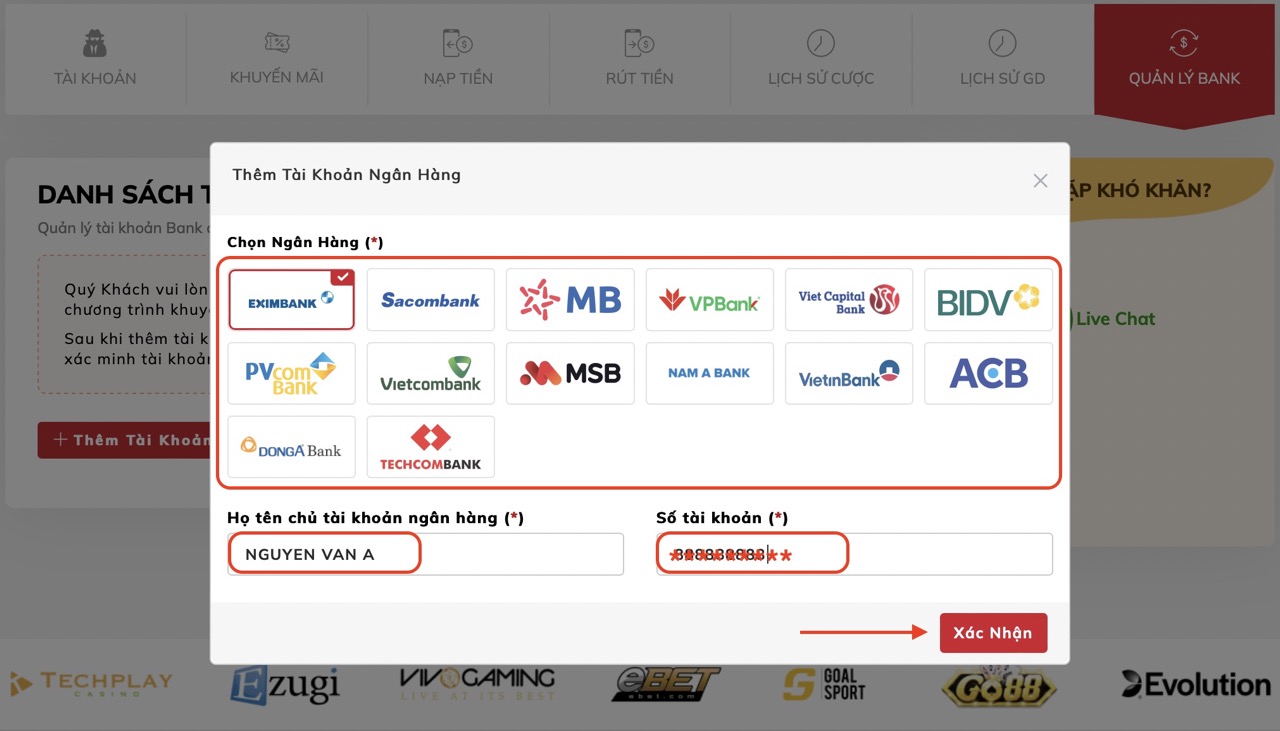 TÀI KHOẢN
KHUYẾN MÃI
NẠP TIỀN
RÚT TIỀN
LỊCH SỬ CƯỢC
LỊCH SỬ GD
QUẢN LÝ BANK
Thêm Tài Khoản Ngân Hàng
DANH SÁCH T
ẶP KHÓ KHĂN?
Quản lý tài khoản Bank
Quý Khách vui lòn
chương trình khuy
Sau khi thêm tài k
xác minh tài khoản
Live Chat
Thêm Tài Khoản
Chọn Ngân Hàng (*)
EXIMBANK
Sacombank
MB
VPBank
Viet Capital
Bank
BIDV
PVcom
Bank
Vietcombank
MSB
NAM A BANK
VietinBank
ACB
DONGA Bank
TECHCOMBANK
Họ tên chủ tài khoản ngân hàng (*)
Số tài khoản (*)
NGUYEN VAN A
Xác Nhận
TECHPLAY
CASINO
Ezugi
VIVOGAMING
LIVE AT ITS BEST
eBET
ebet.com
GOAL
SPORT
GO88
Evolution